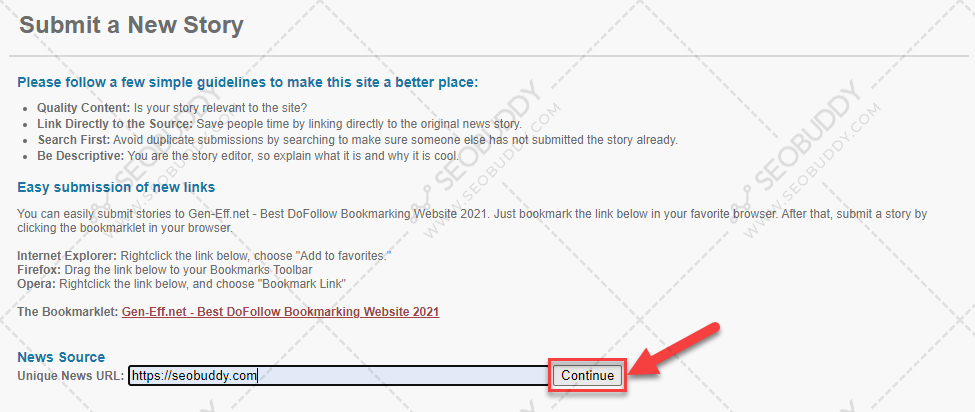 Submit a New Story
Please follow a few simple guidelines to make this site a better place:
Quality Content: Is your story relevant to the site?
Link Directly to the Source: Save people time by linking directly to the original news story.
Search First: Avoid duplicate submissions by searching to make sure someone else has not submitted the story already.
Be Descriptive: You are the story editor, so explain what it is and why it is cool.
Easy submission of new links
You can easily submit stories to Gen-Eff.net - Best DoFollow Bookmarking Website 2021. Just bookmark the link below in your favorite browser. After that, submit a story by
clicking the bookmarklet in your browser.
Internet Explorer: Rightclick the link below, choose "Add to favorites."
Firefox: Drag the link below to your Bookmarks Toolbar
Opera: Rightclick the link below, and choose "Bookmark Link"
The Bookmarklet: Gen-Eff.net - Best DoFollow Bookmarking Website 2021
News Source
Unique News URL: https://seobuddy.com Continue
SEOBUDDY
WWW.SEOBUDDY.COM
SEOBUDDY
WWW.SEOBUDDY.COM
SEOBUDDY
WWW.SEOBUDDY.COM